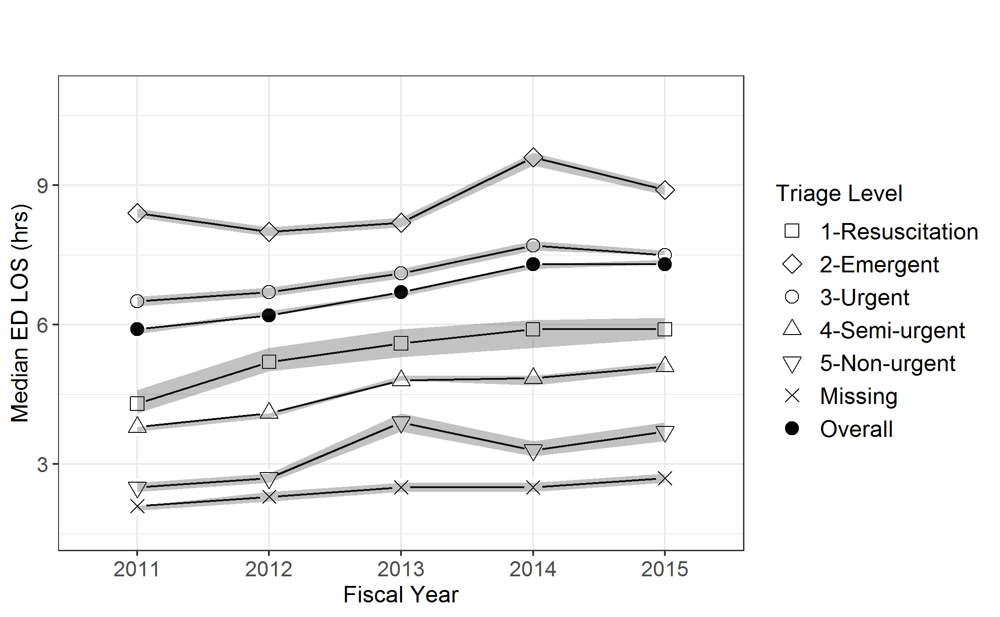 Median ED LOS (hrs)
9
6
3
2011 2012 2013 2014 2015
Fiscal Year
Triage Level
1-Resuscitation
2-Emergent
3-Urgent
4-Semi-urgent
5-Non-urgent
Missing
Overall